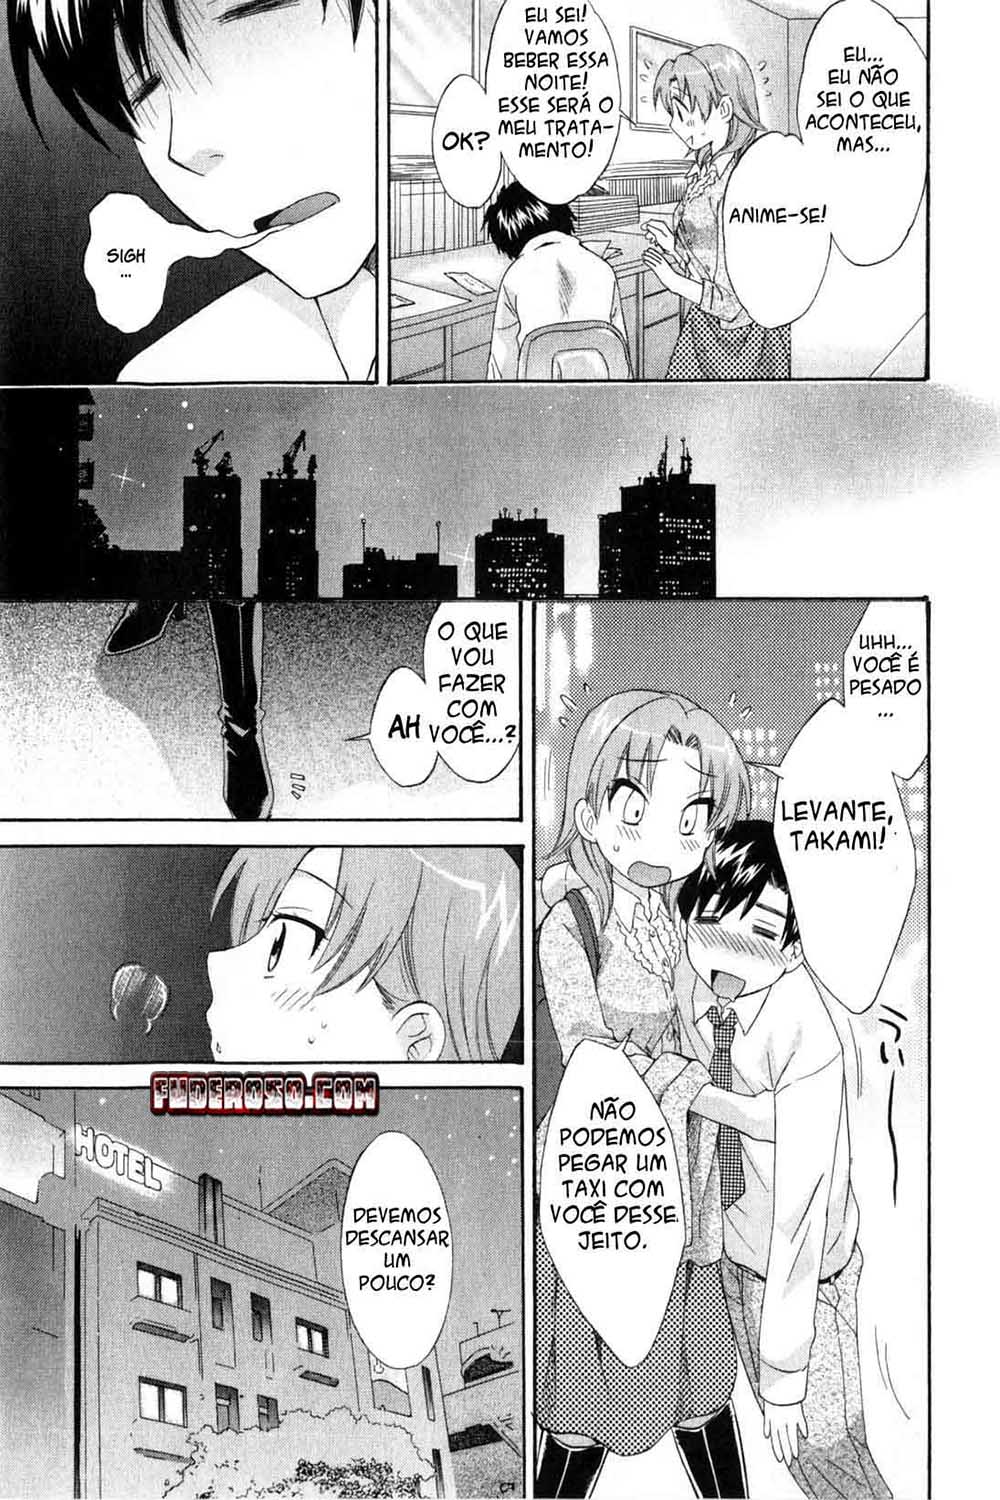 EU...
EU NÃO
SEI O QUE
ACONTECEU,
MAS...
ANIME-SE!
EU SEI!
VAMOS
BEBER ESSA
NOITE!
ESSE SERÁ O
MEU TRATA-
MENTO!
OK?
SIGH
...
UHH...
VOCÊ É
PESADO
...
LEVANTE,
TAKAMI!
NÃO
PODEMOS
PEGAR UM
TAXI COM
VOCÊ DESSE
JEITO.
O QUE
VOU
FAZER
COM
VOCÊ...?
AH
FUDEROSO.COM
HOTEL
DEVEMOS
DESCANSAR
UM
POUCO?